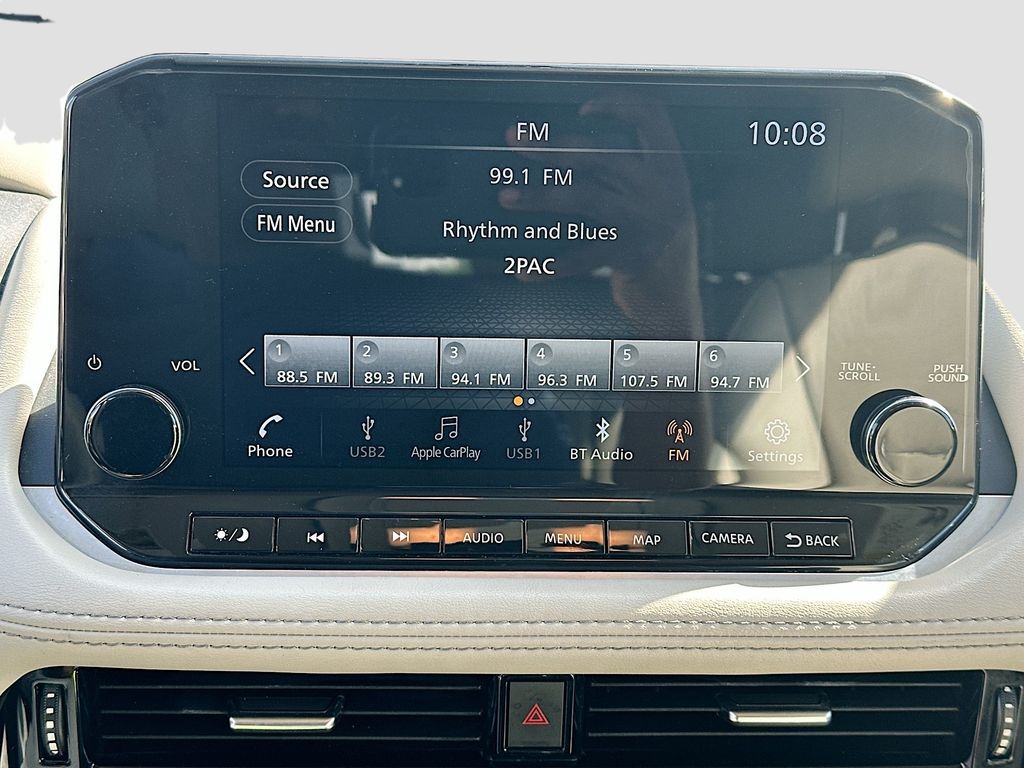 FM
10:08
Source
99.1 FM
FM Menu
Rhythm and Blues
2PAC
1 88.5 FM
2 89.3 FM
3 94.1 FM
4 96.3 FM
5 107.5 FM
6 94.7 FM
VOL
TUNE·
SCROLL
PUSH
SOUND
Phone
USB2
Apple CarPlay
USB1
BT Audio
FM
Settings
AUDIO
MENU
MAP
CAMERA
BACK